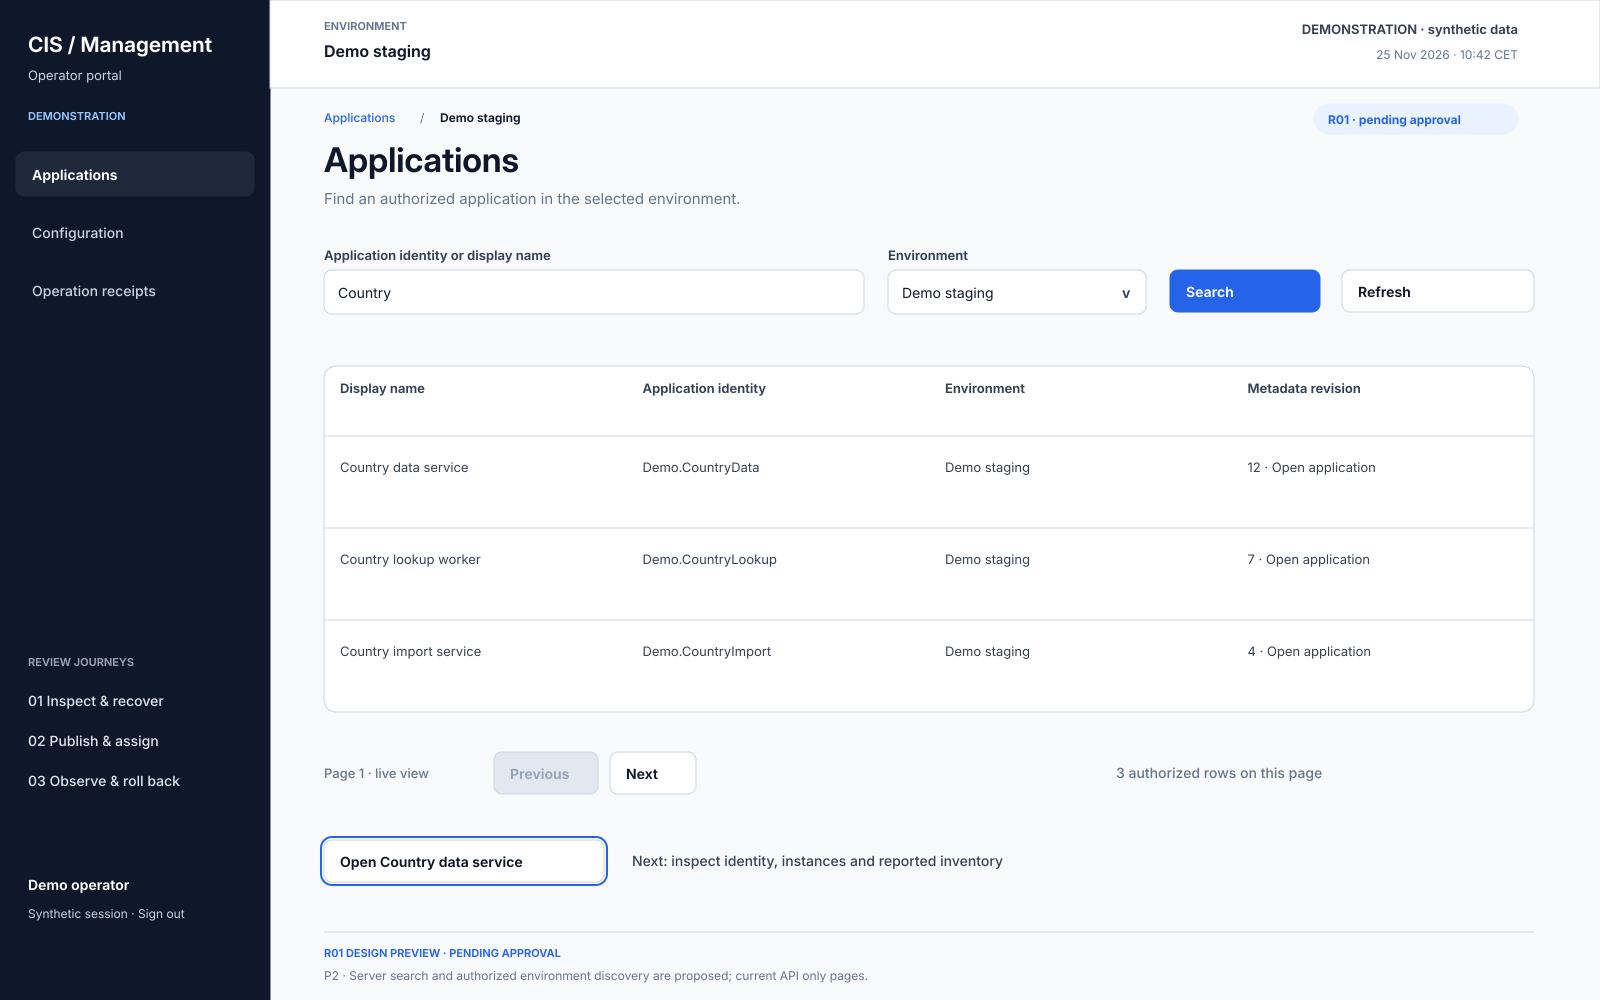 CIS / Management
Operator portal
DEMONSTRATION
Applications
Configuration
Operation receipts
REVIEW JOURNEYS
01 Inspect & recover
02 Publish & assign
03 Observe & roll back
Demo operator
Synthetic session · Sign out
ENVIRONMENT
Demo staging
DEMONSTRATION · synthetic data
25 Nov 2026 · 10:42 CET
Applications / Demo staging
R01 · pending approval
Applications
Find an authorized application in the selected environment.
Application identity or display name
Environment
Country
Demo staging v
Search
Refresh
Display name Application identity Environment Metadata revision
Country data service Demo.CountryData Demo staging 12 · Open application
Country lookup worker Demo.CountryLookup Demo staging 7 · Open application
Country import service Demo.CountryImport Demo staging 4 · Open application
Page 1 · live view
Previous
Next
3 authorized rows on this page
Open Country data service
Next: inspect identity, instances and reported inventory
R01 DESIGN PREVIEW · PENDING APPROVAL
P2 · Server search and authorized environment discovery are proposed; current API only pages.